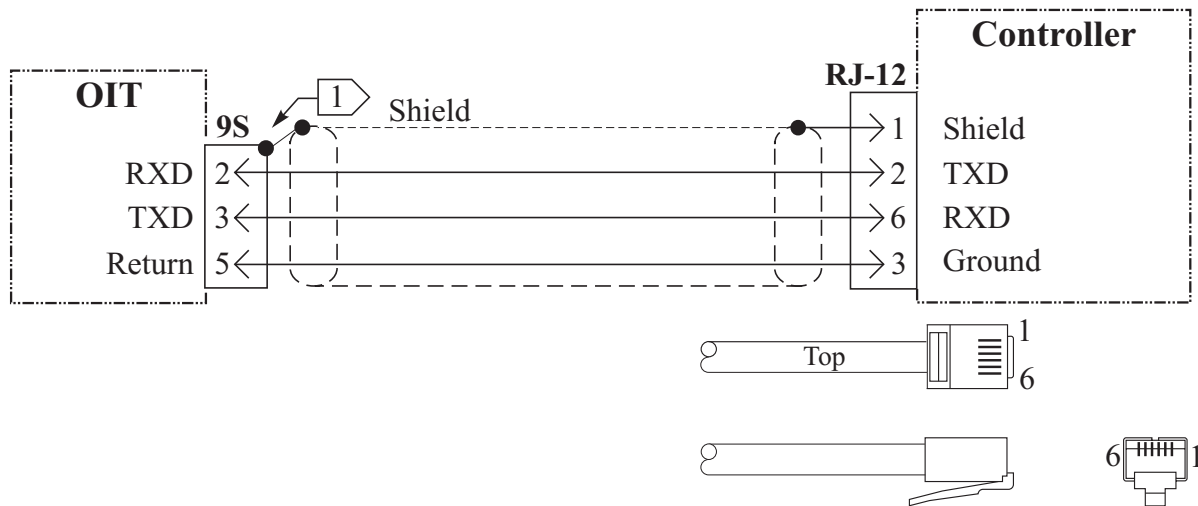 Controller
RJ-12
OIT
1
Shield
9S
1 Shield
RXD 2 2 TXD
TXD 3 6 RXD
Return 5 3 Ground
Top
1
6
6 1